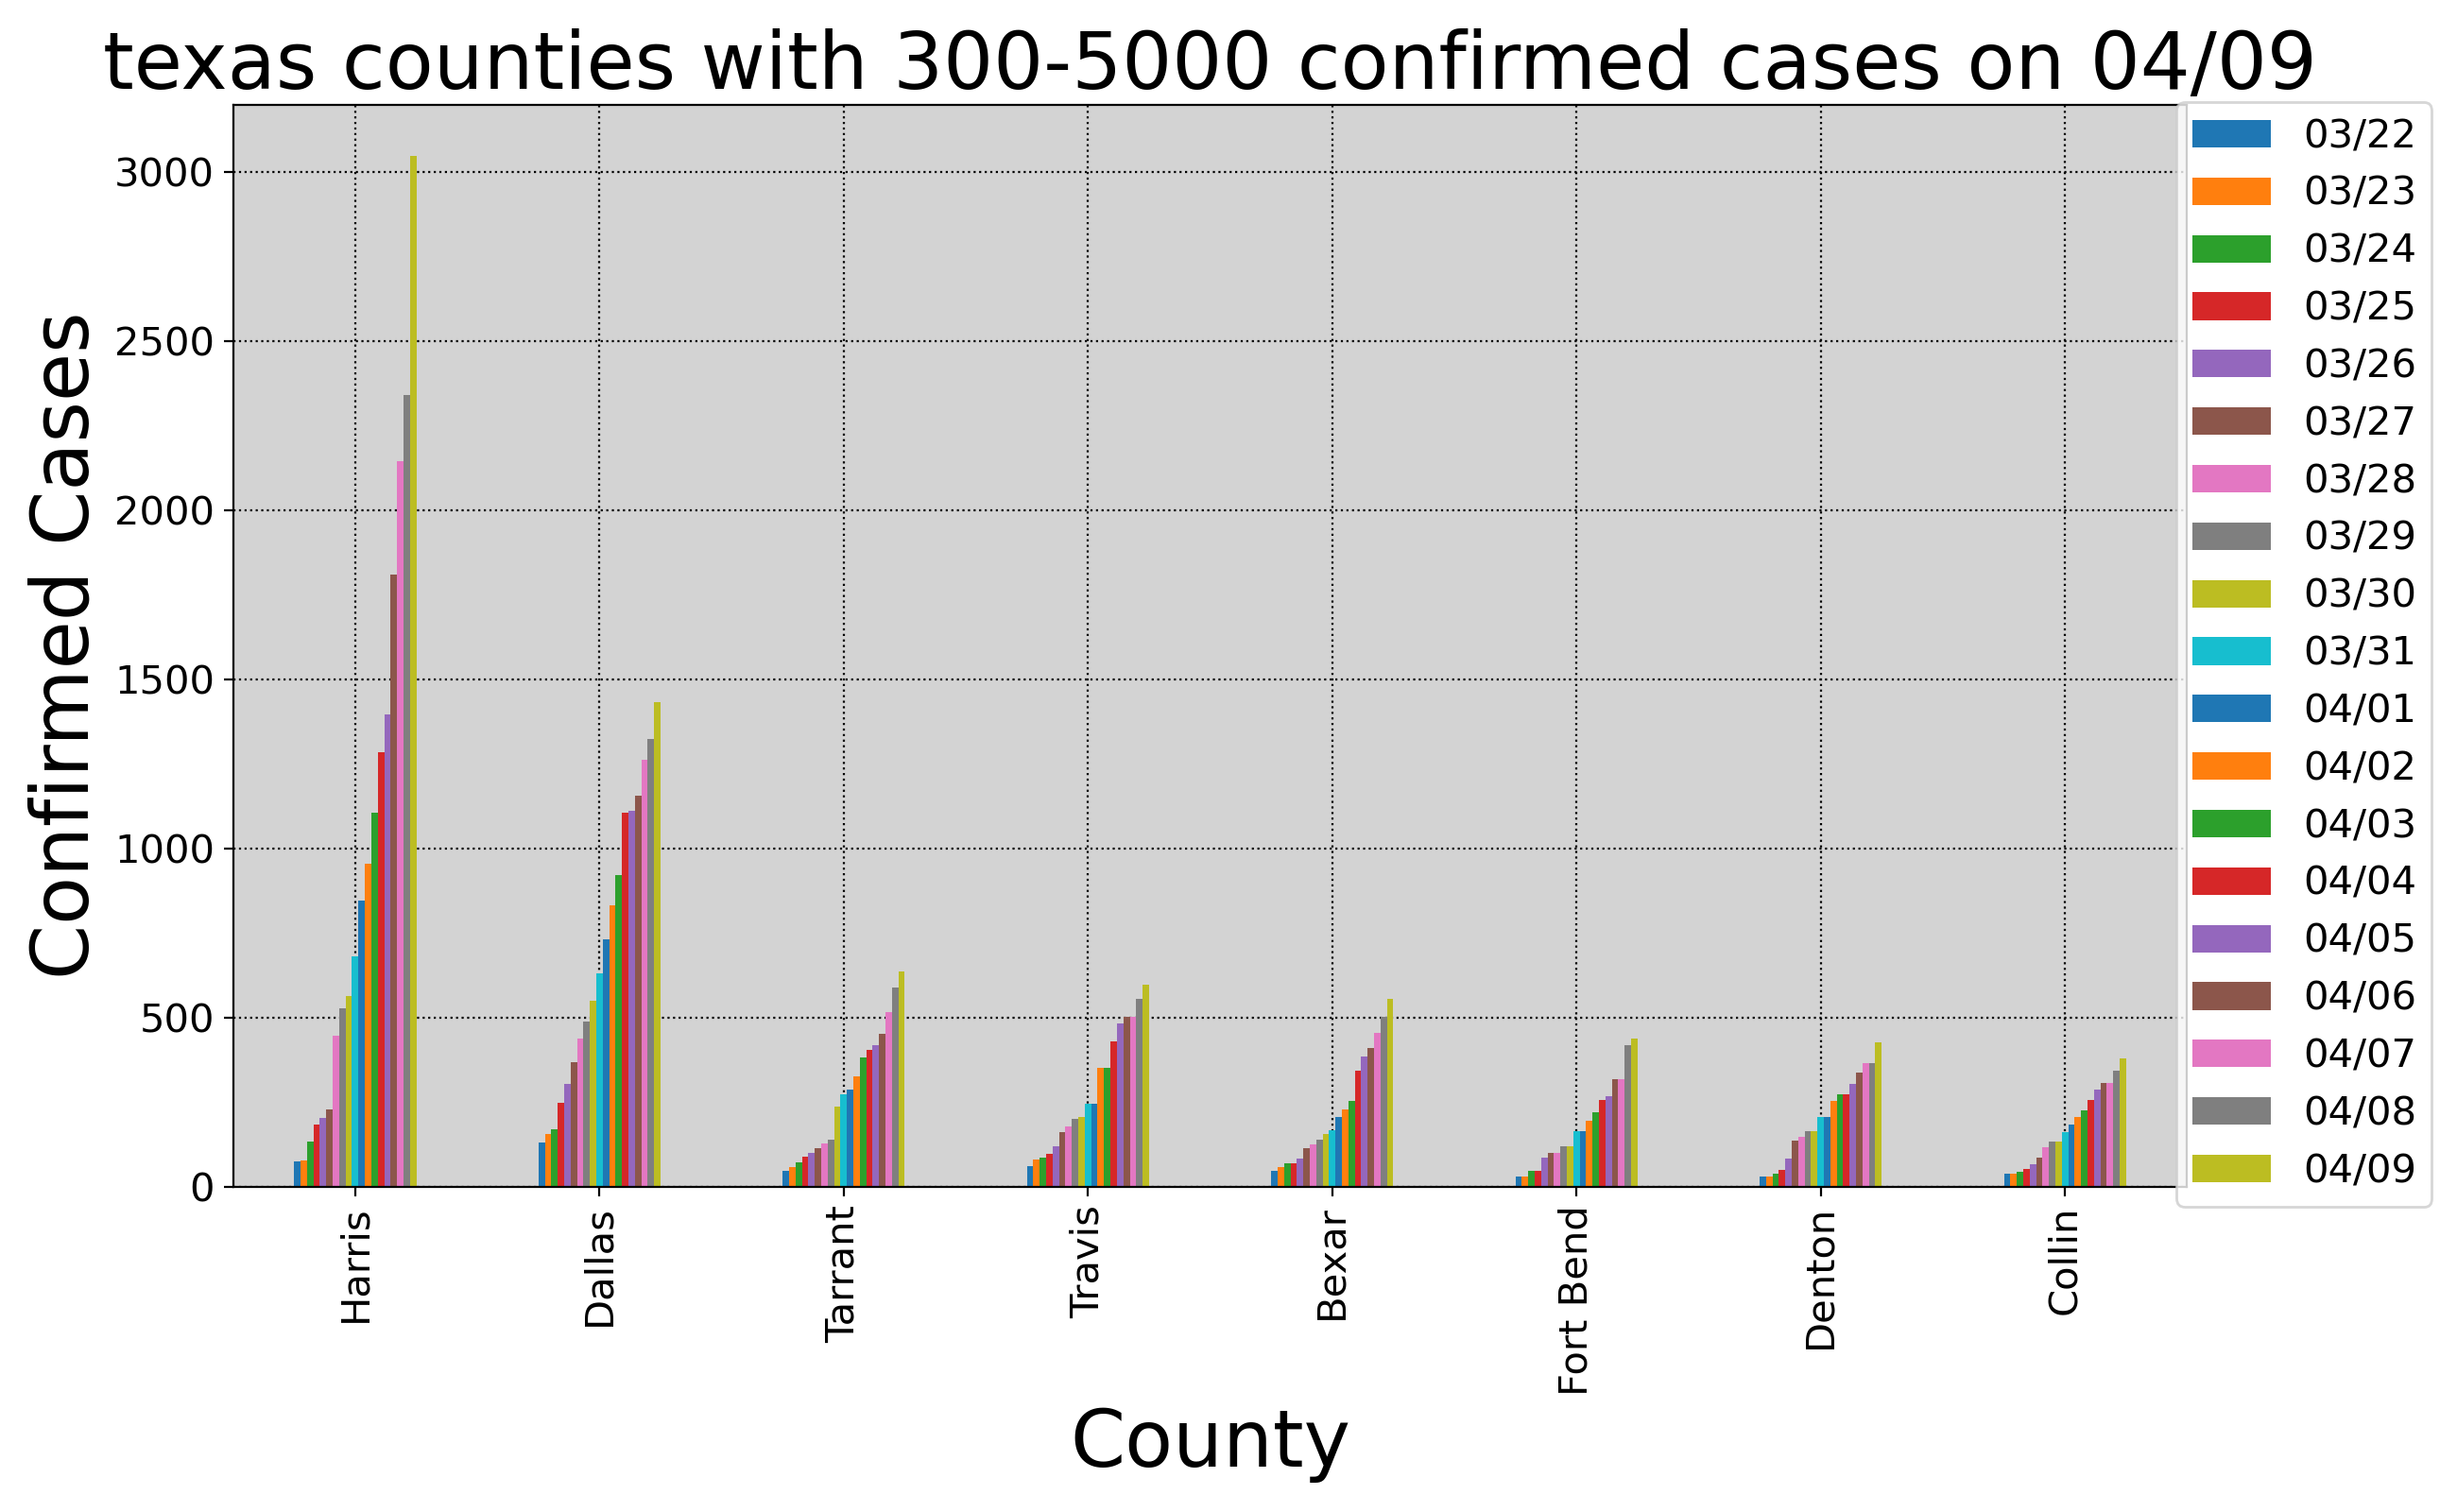 texas counties with 300-5000 confirmed cases on 04/09
Confirmed Cases
3000
2500
2000
1500
1000
500
0
Harris
Dallas
Tarrant
Travis
Bexar
Fort Bend
Denton
Collin
County
03/22
03/23
03/24
03/25
03/26
03/27
03/28
03/29
03/30
03/31
04/01
04/02
04/03
04/04
04/05
04/06
04/07
04/08
04/09